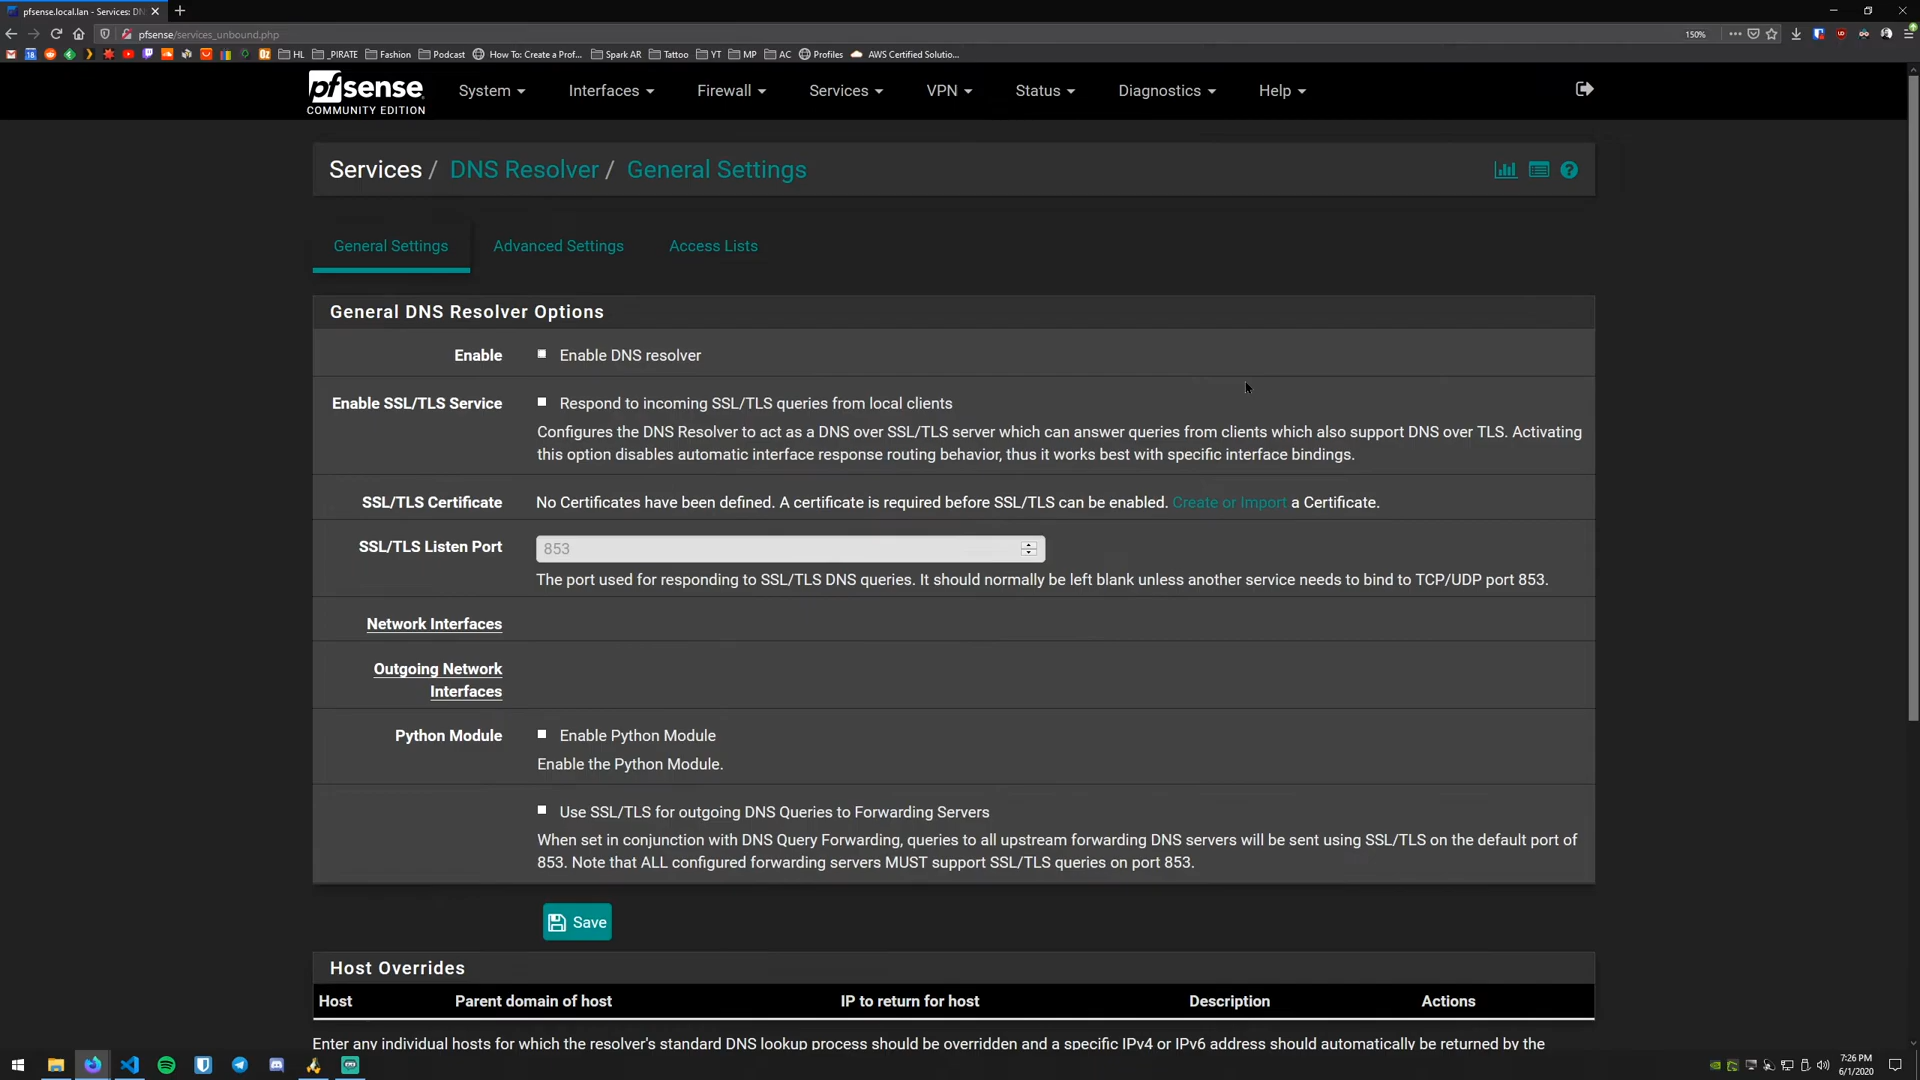 pfsense.local.lan - Services: DN
pfsense/services_unbound.php
150%
HL
_PIRATE
Fashion
Podcast
How To: Create a Prof...
Spark AR
Tattoo
YT
MP
AC
Profiles
AWS Certified Solutio...
pfsense
COMMUNITY EDITION
System
Interfaces
Firewall
Services
VPN
Status
Diagnostics
Help
Services / DNS Resolver / General Settings
General Settings
Advanced Settings
Access Lists
General DNS Resolver Options
Enable
Enable DNS resolver
Enable SSL/TLS Service
Respond to incoming SSL/TLS queries from local clients
Configures the DNS Resolver to act as a DNS over SSL/TLS server which can answer queries from clients which also support DNS over TLS. Activating
this option disables automatic interface response routing behavior, thus it works best with specific interface bindings.
SSL/TLS Certificate
No Certificates have been defined. A certificate is required before SSL/TLS can be enabled. Create or Import a Certificate.
SSL/TLS Listen Port
853
The port used for responding to SSL/TLS DNS queries. It should normally be left blank unless another service needs to bind to TCP/UDP port 853.
Network Interfaces
Outgoing Network
Interfaces
Python Module
Enable Python Module
Enable the Python Module.
Use SSL/TLS for outgoing DNS Queries to Forwarding Servers
When set in conjunction with DNS Query Forwarding, queries to all upstream forwarding DNS servers will be sent using SSL/TLS on the default port of
853. Note that ALL configured forwarding servers MUST support SSL/TLS queries on port 853.
Save
Host Overrides
Host
Parent domain of host
IP to return for host
Description
Actions
Enter any individual hosts for which the resolver's standard DNS lookup process should be overridden and a specific IPv4 or IPv6 address should automatically be returned by the
7:26 PM
6/1/2020